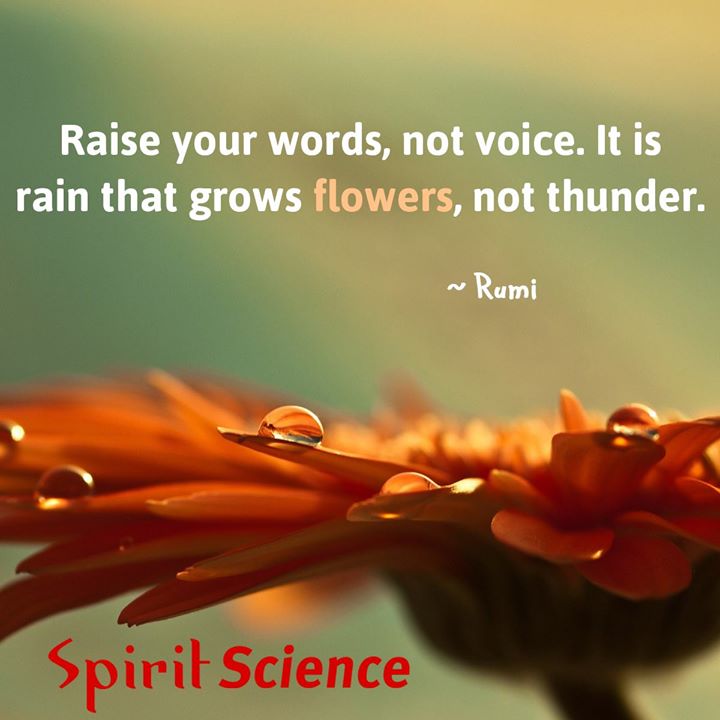 Raise your words, not voice. It is
rain that grows flowers, not thunder.
~ Rumi
Spirit Science